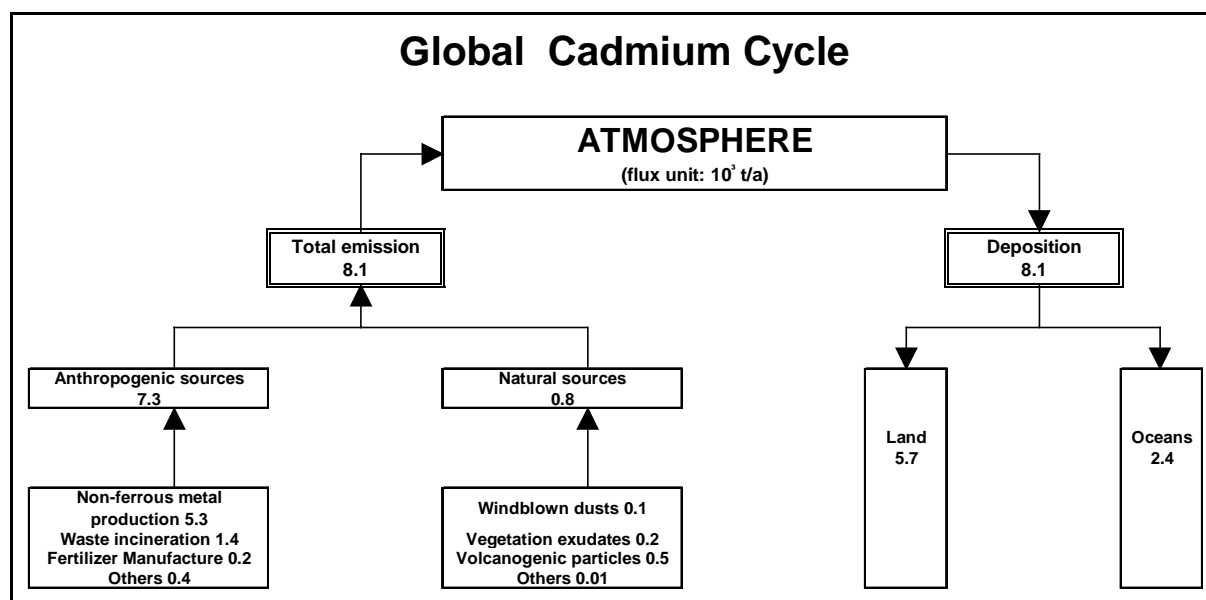 Global Cadmium Cycle
ATMOSPHERE
(flux unit: 10³ t/a)
Total emission
8.1
Deposition
8.1
Anthropogenic sources
7.3
Natural sources
0.8
Land
5.7
Oceans
2.4
Non-ferrous metal
production 5.3
Waste incineration 1.4
Fertilizer Manufacture 0.2
Others 0.4
Windblown dusts 0.1
Vegetation exudates 0.2
Volcanogenic particles 0.5
Others 0.01